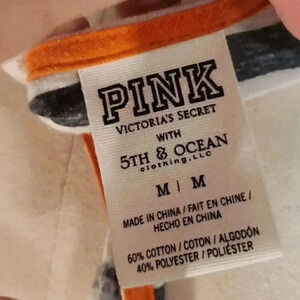 PINK
VICTORIA'S SECRET
WITH
5TH & OCEAN
clothing, LLC
M | M
MADE IN CHINA / FAIT EN CHINE /
HECHO EN CHINA
60% COTTON / COTON / ALGODÓN
40% POLYESTER / POLIÉSTER